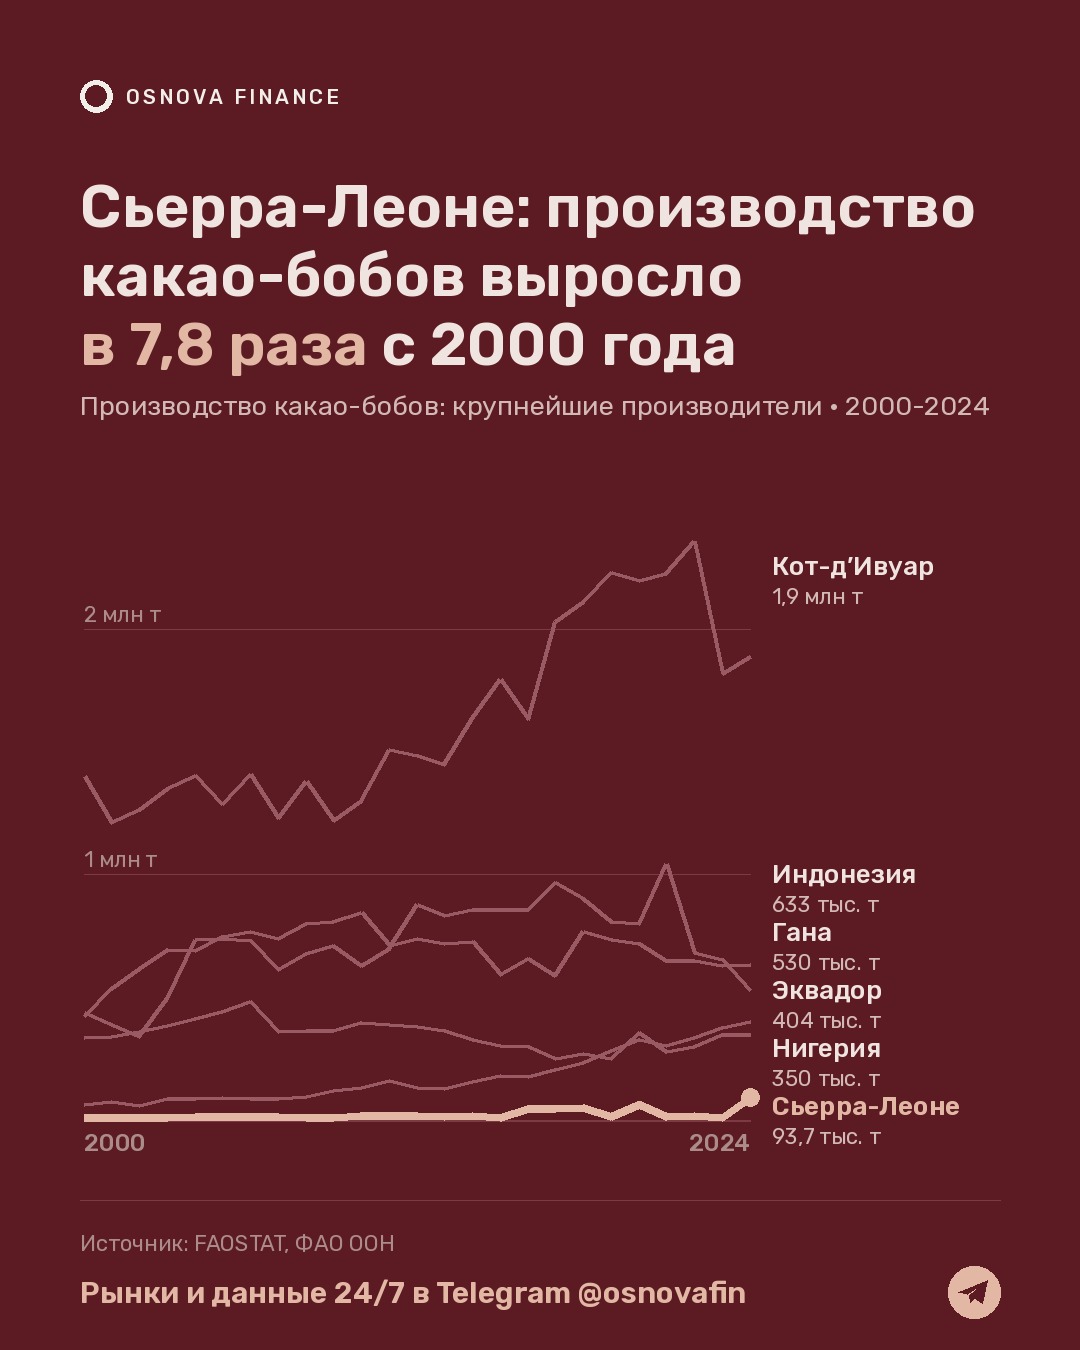 OSNOVA FINANCE
Сьерра-Леоне: производство
какао-бобов выросло
в 7,8 раза с 2000 года
Производство какао-бобов: крупнейшие производители • 2000-2024
Кот-д’Ивуар
1,9 млн т
2 млн т
1 млн т
Индонезия
633 тыс. т
Гана
530 тыс. т
Эквадор
404 тыс. т
Нигерия
350 тыс. т
Сьерра-Леоне
93,7 тыс. т
2000
2024
Источник: FAOSTAT, ФАО ООН
Рынки и данные 24/7 в Telegram @osnovafin